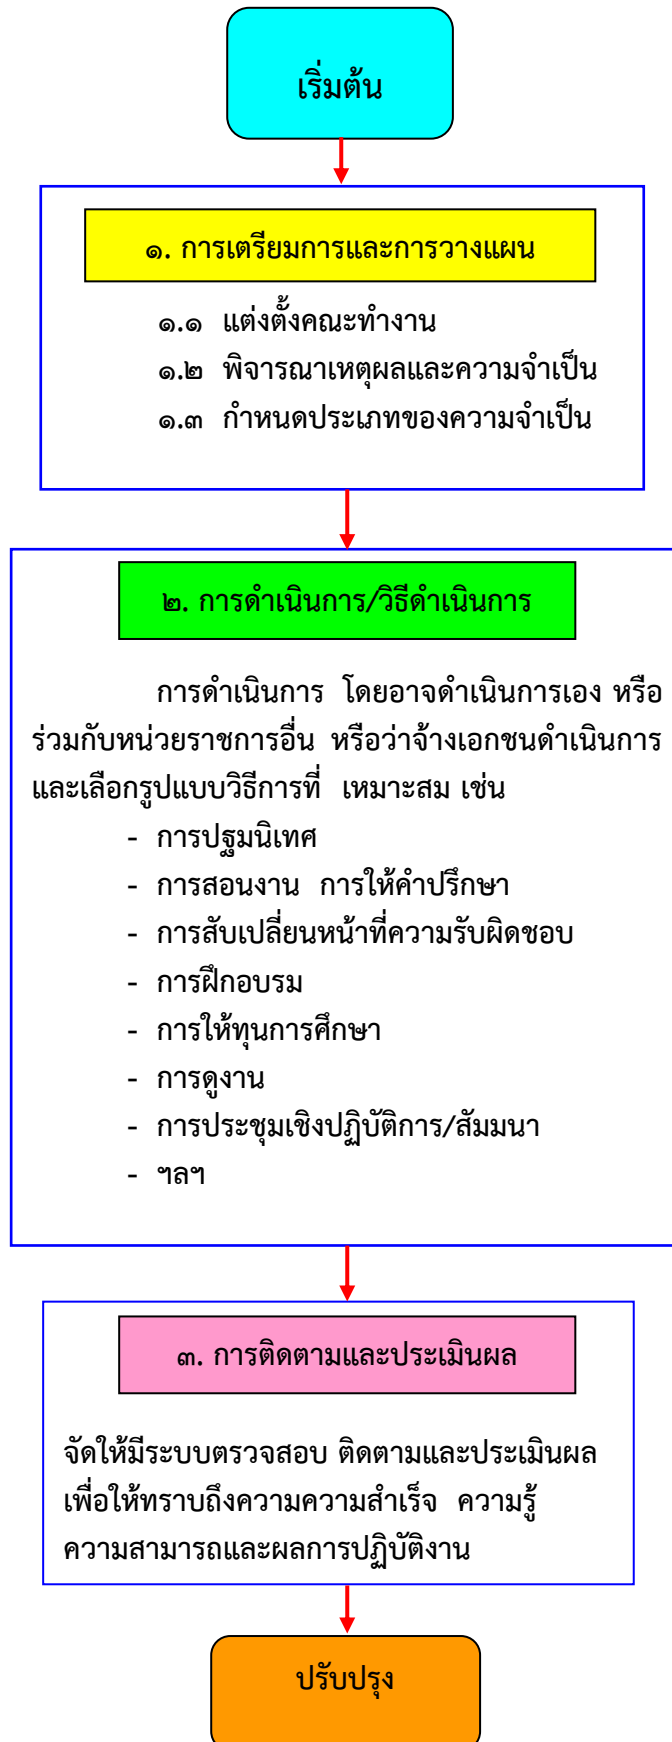 เริ่มต้น
๑. การเตรียมการและการวางแผน
๑.๑ แต่งตั้งคณะทำงาน
๑.๒ พิจารณาเหตุผลและความจำเป็น
๑.๓ กำหนดประเภทของความจำเป็น
๒. การดำเนินการ/วิธีดำเนินการ
การดำเนินการ โดยอาจดำเนินการเอง หรือ
ร่วมกับหน่วยราชการอื่น หรือว่าจ้างเอกชนดำเนินการ
และเลือกรูปแบบวิธีการที่ เหมาะสม เช่น
- การปฐมนิเทศ
- การสอนงาน การให้คำปรึกษา
- การสับเปลี่ยนหน้าที่ความรับผิดชอบ
- การฝึกอบรม
- การให้ทุนการศึกษา
- การดูงาน
- การประชุมเชิงปฏิบัติการ/สัมมนา
- ฯลฯ
๓. การติดตามและประเมินผล
จัดให้มีระบบตรวจสอบ ติดตามและประเมินผล
เพื่อให้ทราบถึงความความสำเร็จ ความรู้
ความสามารถและผลการปฏิบัติงาน
ปรับปรุง